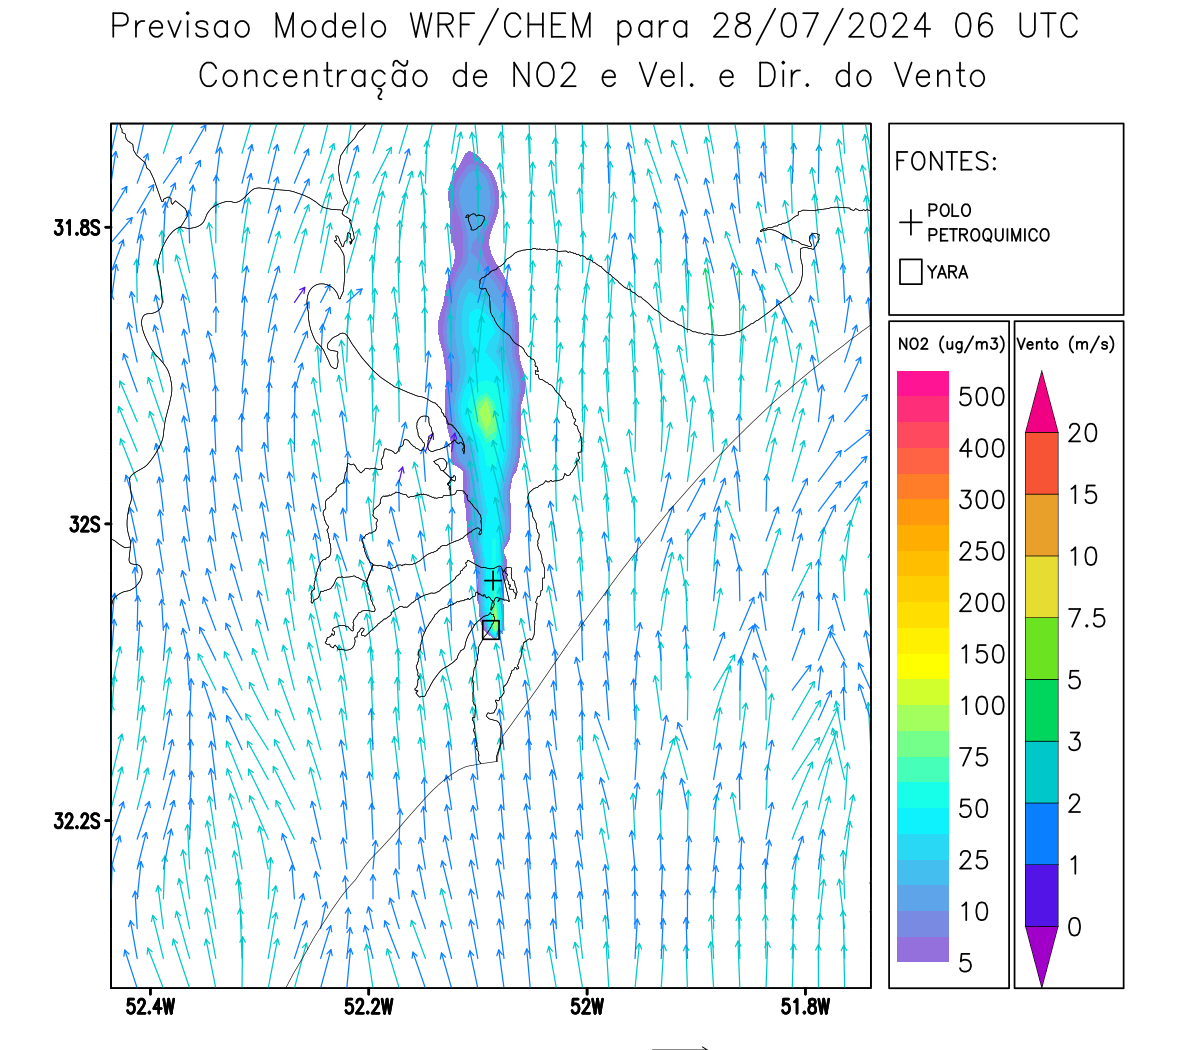 Previsao Modelo WRF/CHEM para 28/07/2024 06 UTC
Concentração de NO2 e Vel. e Dir. do Vento
FONTES:
POLO
PETROQUIMICO
YARA
31.8S
32S
32.2S
52.4W
52.2W
52W
51.8W
NO2 (ug/m3)
500
400
300
250
200
150
100
75
50
25
10
5
Vento (m/s)
20
15
10
7.5
5
3
2
1
0